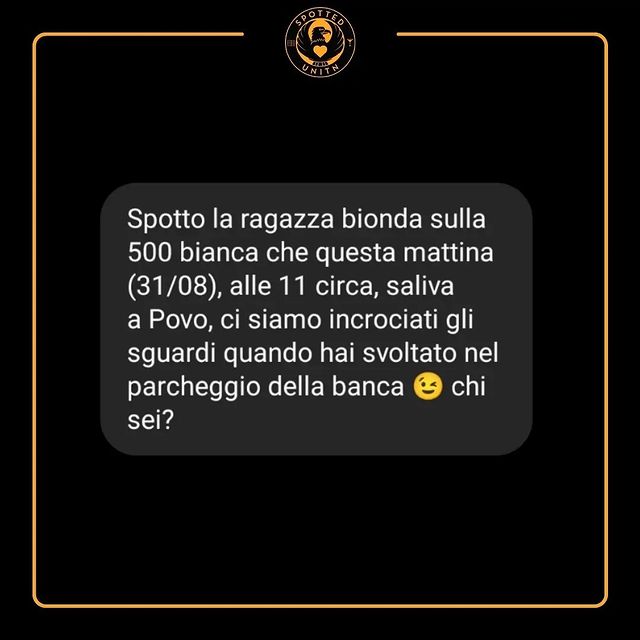 SPOTTED
UNITN
Spotto la ragazza bionda sulla
500 bianca che questa mattina
(31/08), alle 11 circa, saliva
a Povo, ci siamo incrociati gli
sguardi quando hai svoltato nel
parcheggio della banca 😉 chi
sei?